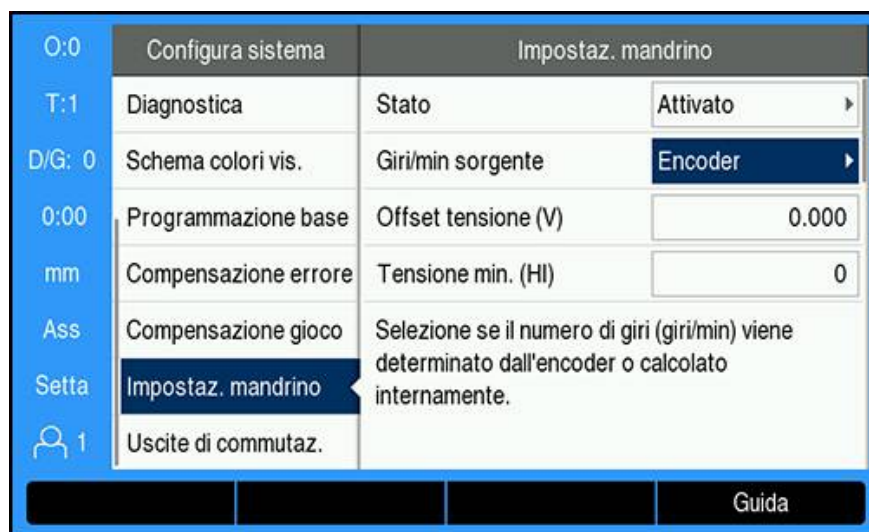 O:0
T:1
D/G: 0
0:00
mm
Ass
Setta
1
Configura sistema
Diagnostica
Schema colori vis.
Programmazione base
Compensazione errore
Compensazione gioco
Impostaz. mandrino
Uscite di commutaz.
Impostaz. mandrino
Stato Attivato
Giri/min sorgente Encoder
Offset tensione (V) 0.000
Tensione min. (HI) 0
Selezione se il numero di giri (giri/min) viene
determinato dall'encoder o calcolato
internamente.
Guida